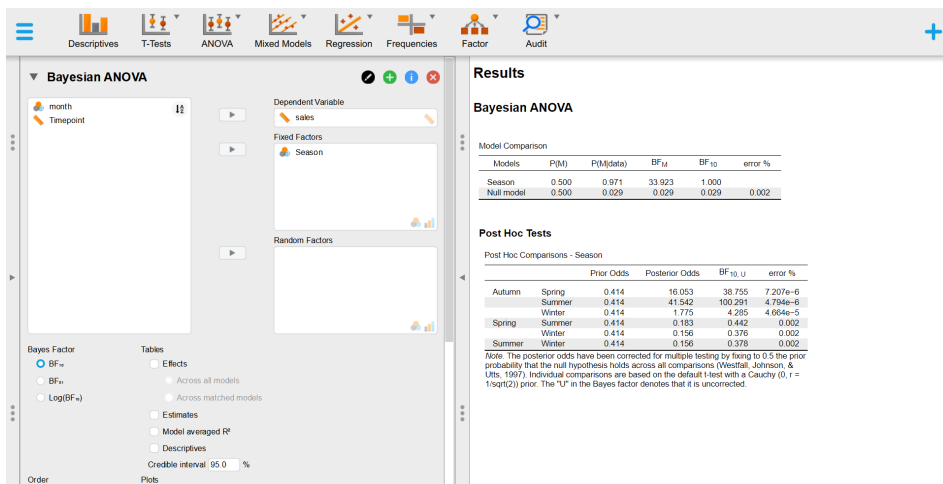 Descriptives T-Tests ANOVA Mixed Models Regression Frequencies Factor Audit
Bayesian ANOVA
month
Timepoint
Dependent Variable
sales
Fixed Factors
Season
Random Factors
Bayes Factor
BF₁₀
BF₀₁
Log(BF₁₀)
Tables
Effects
Across all models
Across matched models
Estimates
Model averaged R²
Descriptives
Credible interval 95.0 %
Order
Plots
Results
Bayesian ANOVA
Model Comparison
Models P(M) P(M|data) BF M BF 10 error %
Season 0.500 0.971 33.923 1.000
Null model 0.500 0.029 0.029 0.029 0.002
Post Hoc Tests
Post Hoc Comparisons - Season
Prior Odds Posterior Odds BF 10, U error %
Autumn Spring 0.414 16.053 38.755 7.207e−6
Summer 0.414 41.542 100.291 4.794e−6
Winter 0.414 1.775 4.285 4.664e−5
Spring Summer 0.414 0.183 0.442 0.002
Winter 0.414 0.156 0.376 0.002
Summer Winter 0.414 0.156 0.378 0.002
Note. The posterior odds have been corrected for multiple testing by fixing to 0.5 the prior
probability that the null hypothesis holds across all comparisons (Westfall, Johnson, &
Utts, 1997). Individual comparisons are based on the default t-test with a Cauchy (0, r =
1/sqrt(2)) prior. The "U" in the Bayes factor denotes that it is uncorrected.